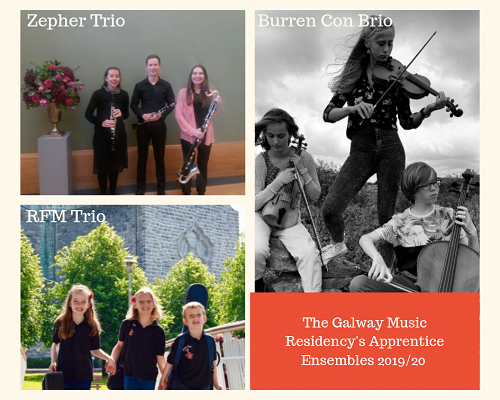 Zepher Trio
Burren Con Brio
RFM Trio
The Galway Music
Residency's Apprentice
Ensembles 2019/20